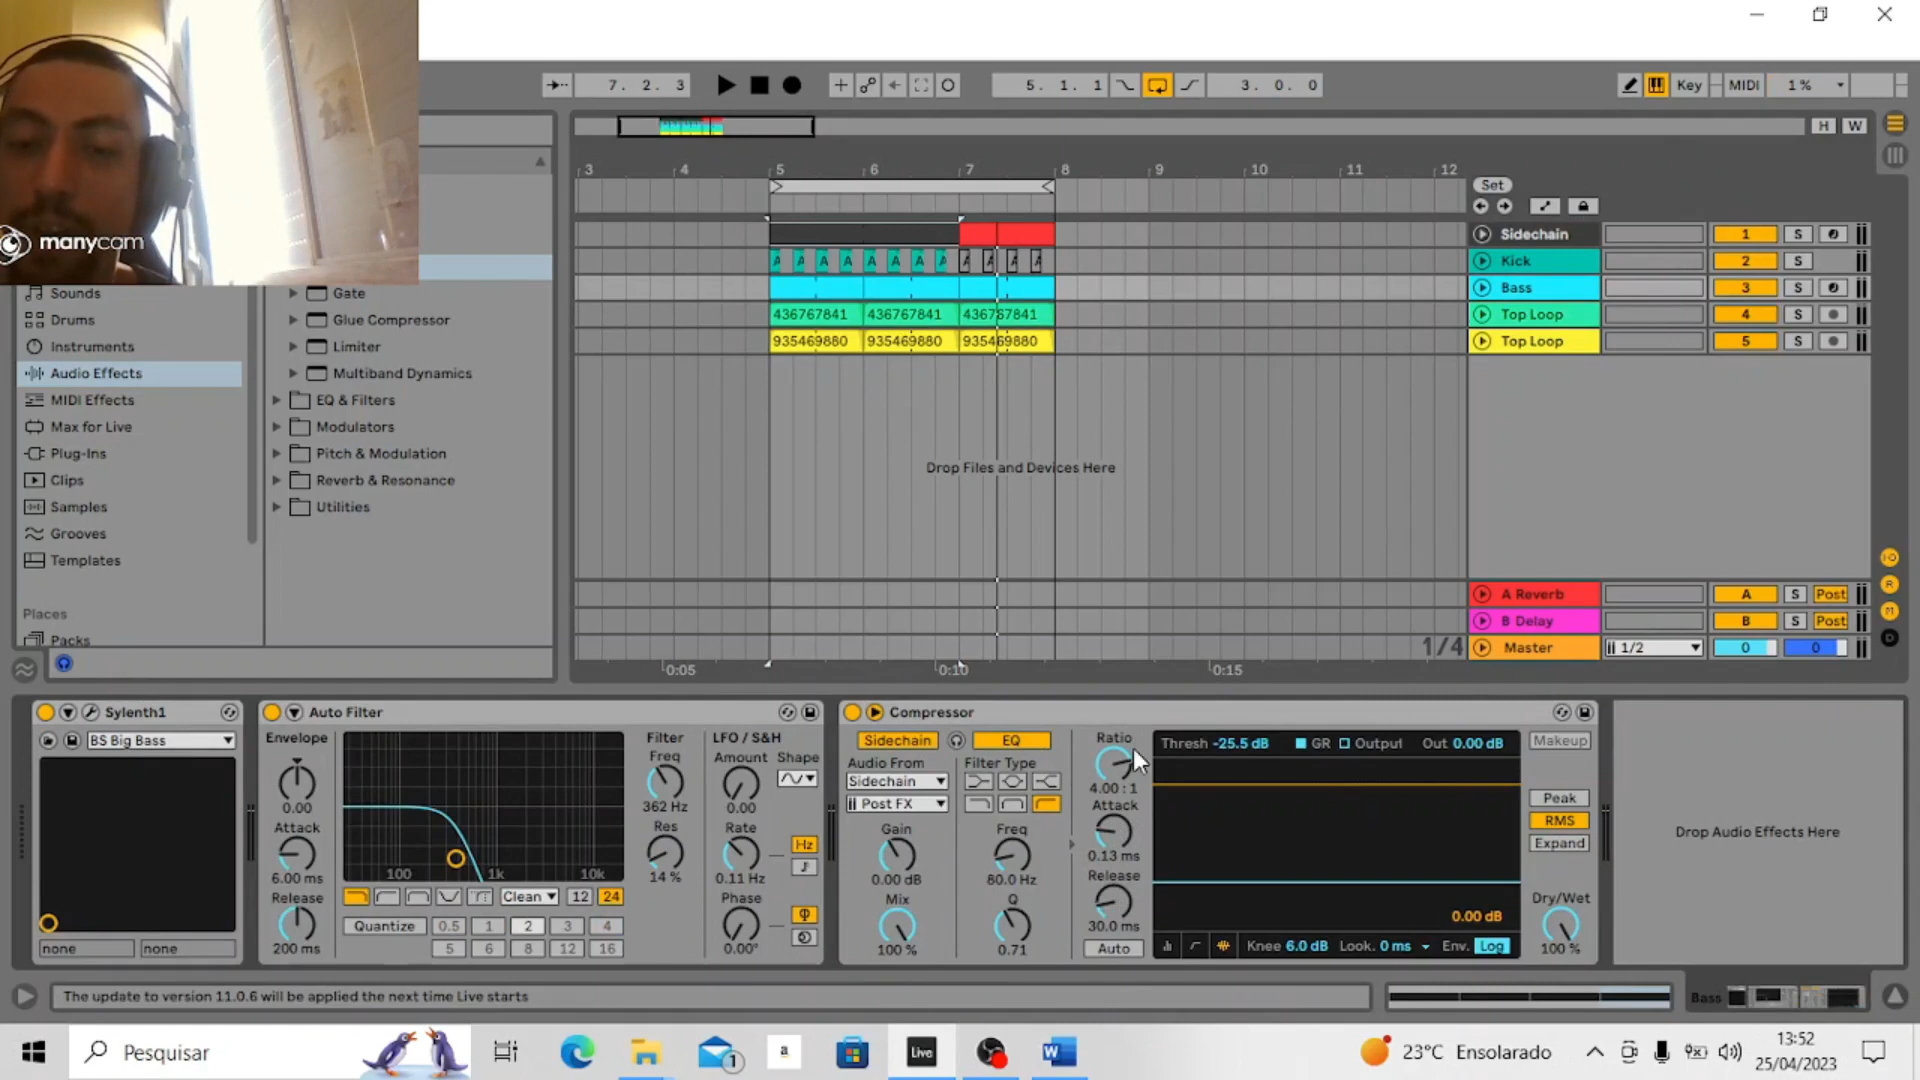 manycam
7. 2. 3
5. 1. 1
3. 0. 0
Key
MIDI
1 %
H W
3 4 5 6 7 8 9 10 11 12
Set
Sidechain 1 S
A A A A A A A A A A A A
Kick 2 S
Bass 3 S
436767841 436767841 436767841
Top Loop 4 S
935469880 935469880 935469880
Top Loop 5 S
Drop Files and Devices Here
A Reverb A S Post
B Delay B S Post
1/4
Master 1/2 0 0
0:05 0:10 0:15
Sounds
Drums
Instruments
Audio Effects
MIDI Effects
Max for Live
Plug-Ins
Clips
Samples
Grooves
Templates
Places
Packs
Gate
Glue Compressor
Limiter
Multiband Dynamics
EQ & Filters
Modulators
Pitch & Modulation
Reverb & Resonance
Utilities
Sylenth1
BS Big Bass
none none
Auto Filter
Envelope
0.00
Attack
6.00 ms
Release
200 ms
100 1k 10k
Clean 12 24
Quantize 0.5 1 2 3 4
5 6 8 12 16
Filter
Freq
362 Hz
Res
14 %
LFO / S&H
Amount Shape
0.00
Rate Hz
0.11 Hz
Phase
0.00°
Compressor
Sidechain EQ
Audio From Filter Type
Sidechain
Post FX
Gain Freq
0.00 dB 80.0 Hz
Mix Q
100 % 0.71
Ratio
4.00 : 1
Attack
0.13 ms
Release
30.0 ms
Auto
Thresh -25.5 dB GR Output Out 0.00 dB
0.00 dB
Knee 6.0 dB Look. 0 ms Env. Log
Makeup
Peak
RMS
Expand
Dry/Wet
100 %
Drop Audio Effects Here
The update to version 11.0.6 will be applied the next time Live starts
Bass
Pesquisar
1
a
Live
W
23°C Ensolarado
13:52
25/04/2023